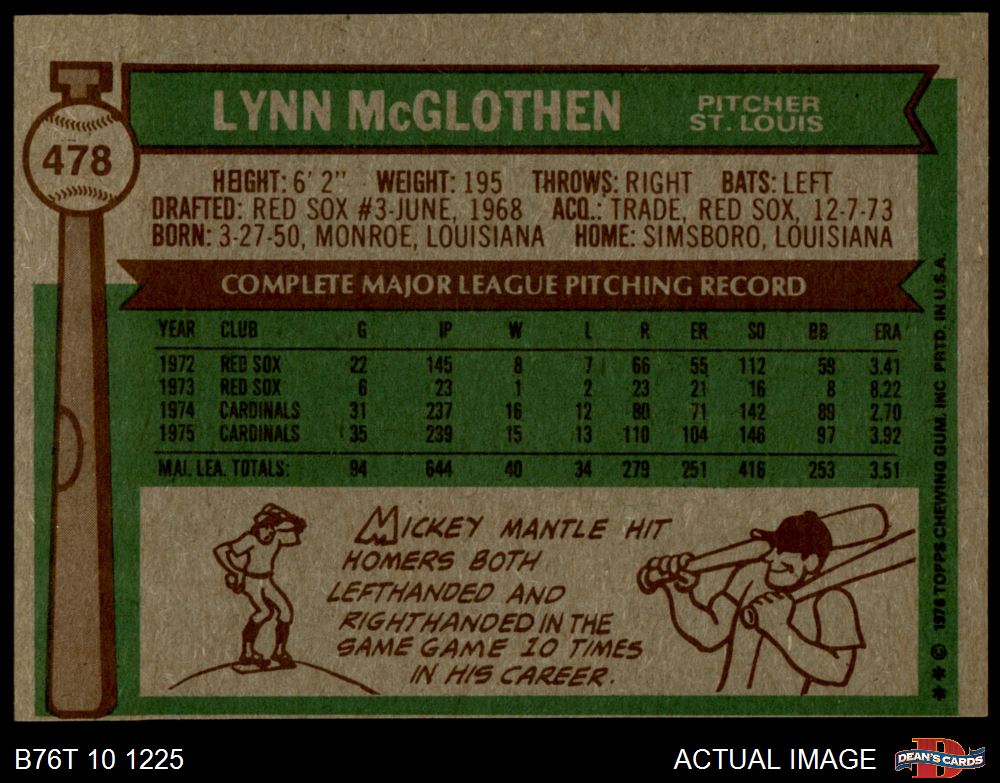 LYNN McGLOTHEN
PITCHER
ST. LOUIS
478
HEIGHT: 6' 2" WEIGHT: 195 THROWS: RIGHT BATS: LEFT
DRAFTED: RED SOX #3-JUNE, 1968 ACQ.: TRADE, RED SOX, 12-7-73
BORN: 3-27-50, MONROE, LOUISIANA HOME: SIMSBORO, LOUISIANA
COMPLETE MAJOR LEAGUE PITCHING RECORD
YEAR CLUB G IP W L R ER SO BB ERA
1972 RED SOX 22 145 8 7 66 55 112 59 3.41
1973 RED SOX 6 23 1 2 23 21 16 8 8.22
1974 CARDINALS 31 237 16 12 80 71 142 89 2.70
1975 CARDINALS 35 239 15 13 110 104 146 97 3.92
MAJ. LEA. TOTALS: 94 644 40 34 279 251 416 253 3.51
MICKEY MANTLE HIT
HOMERS BOTH
LEFTHANDED AND
RIGHTHANDED IN THE
SAME GAME 10 TIMES
IN HIS CAREER.
** © 1976 TOPPS CHEWING GUM, INC PRTD. IN U.S.A.
B76T 10 1225
ACTUAL IMAGE
D
DEAN'S CARDS